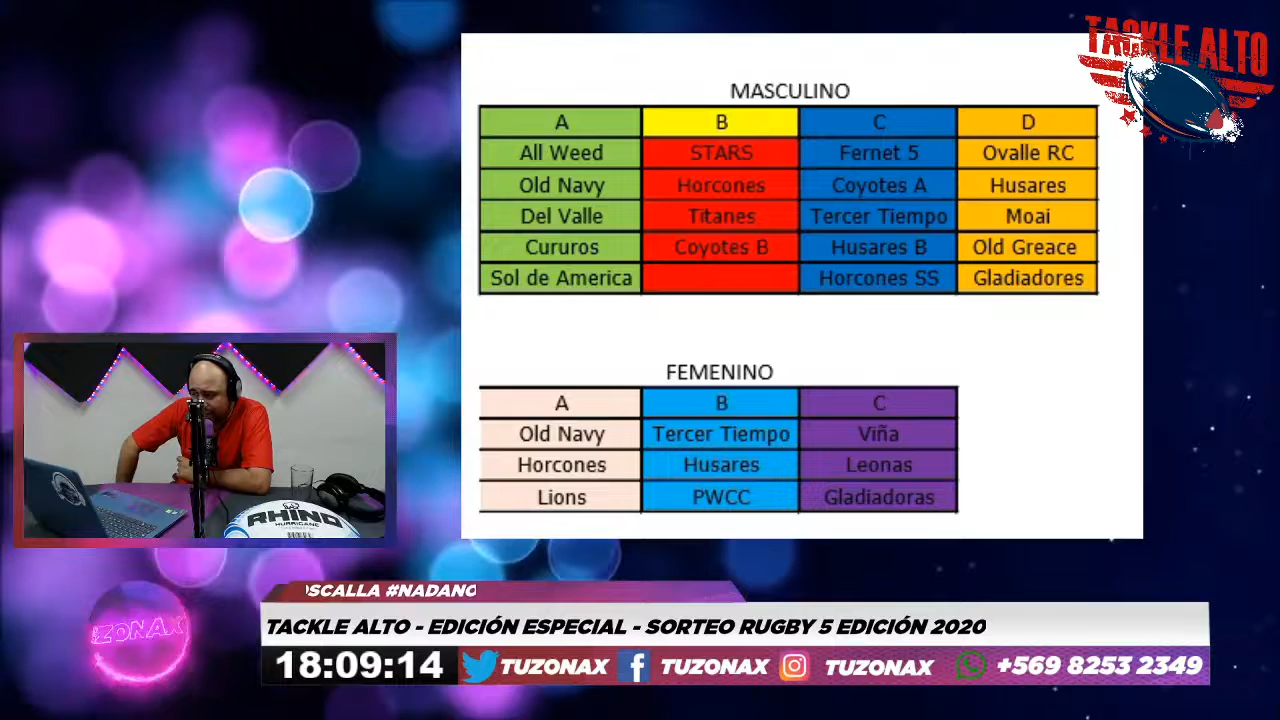 TACKLE ALTO
MASCULINO
A B C D
All Weed STARS Fernet 5 Ovalle RC
Old Navy Horcones Coyotes A Husares
Del Valle Titanes Tercer Tiempo Moai
Cururos Coyotes B Husares B Old Greace
Sol de America Horcones SS Gladiadores
FEMENINO
A B C
Old Navy Tercer Tiempo Viña
Horcones Husares Leonas
Lions PWCC Gladiadoras
RHINO
HURRICANE
SCALLA #NADANO
ZONAX
TACKLE ALTO - EDICIÓN ESPECIAL - SORTEO RUGBY 5 EDICIÓN 2020
18:09:14 TUZONAX TUZONAX TUZONAX +569 8253 2349